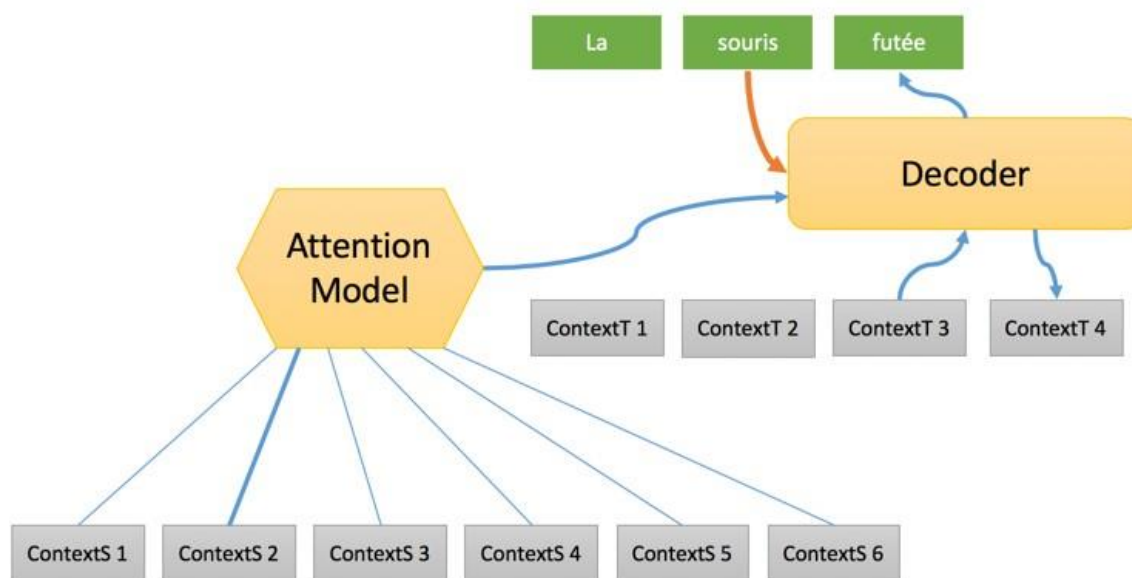 La
souris
futée
Decoder
Attention
Model
ContextT 1
ContextT 2
ContextT 3
ContextT 4
ContextS 1
ContextS 2
ContextS 3
ContextS 4
ContextS 5
ContextS 6